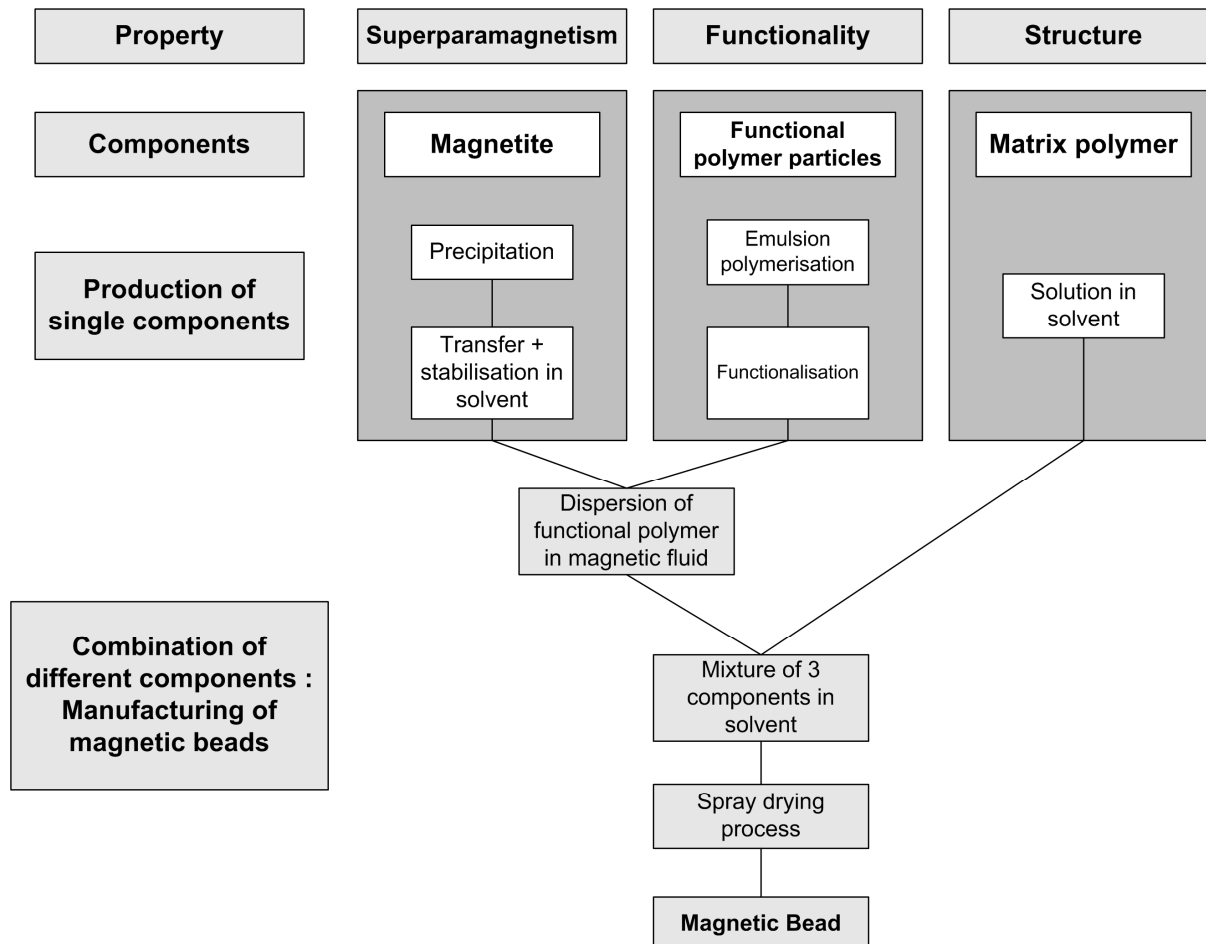 Property
Superparamagnetism
Functionality
Structure
Components
Magnetite
Functional
polymer particles
Matrix polymer
Production of
single components
Precipitation
Emulsion
polymerisation
Solution in
solvent
Transfer +
stabilisation in
solvent
Functionalisation
Dispersion of
functional polymer
in magnetic fluid
Combination of
different components :
Manufacturing of
magnetic beads
Mixture of 3
components in
solvent
Spray drying
process
Magnetic Bead